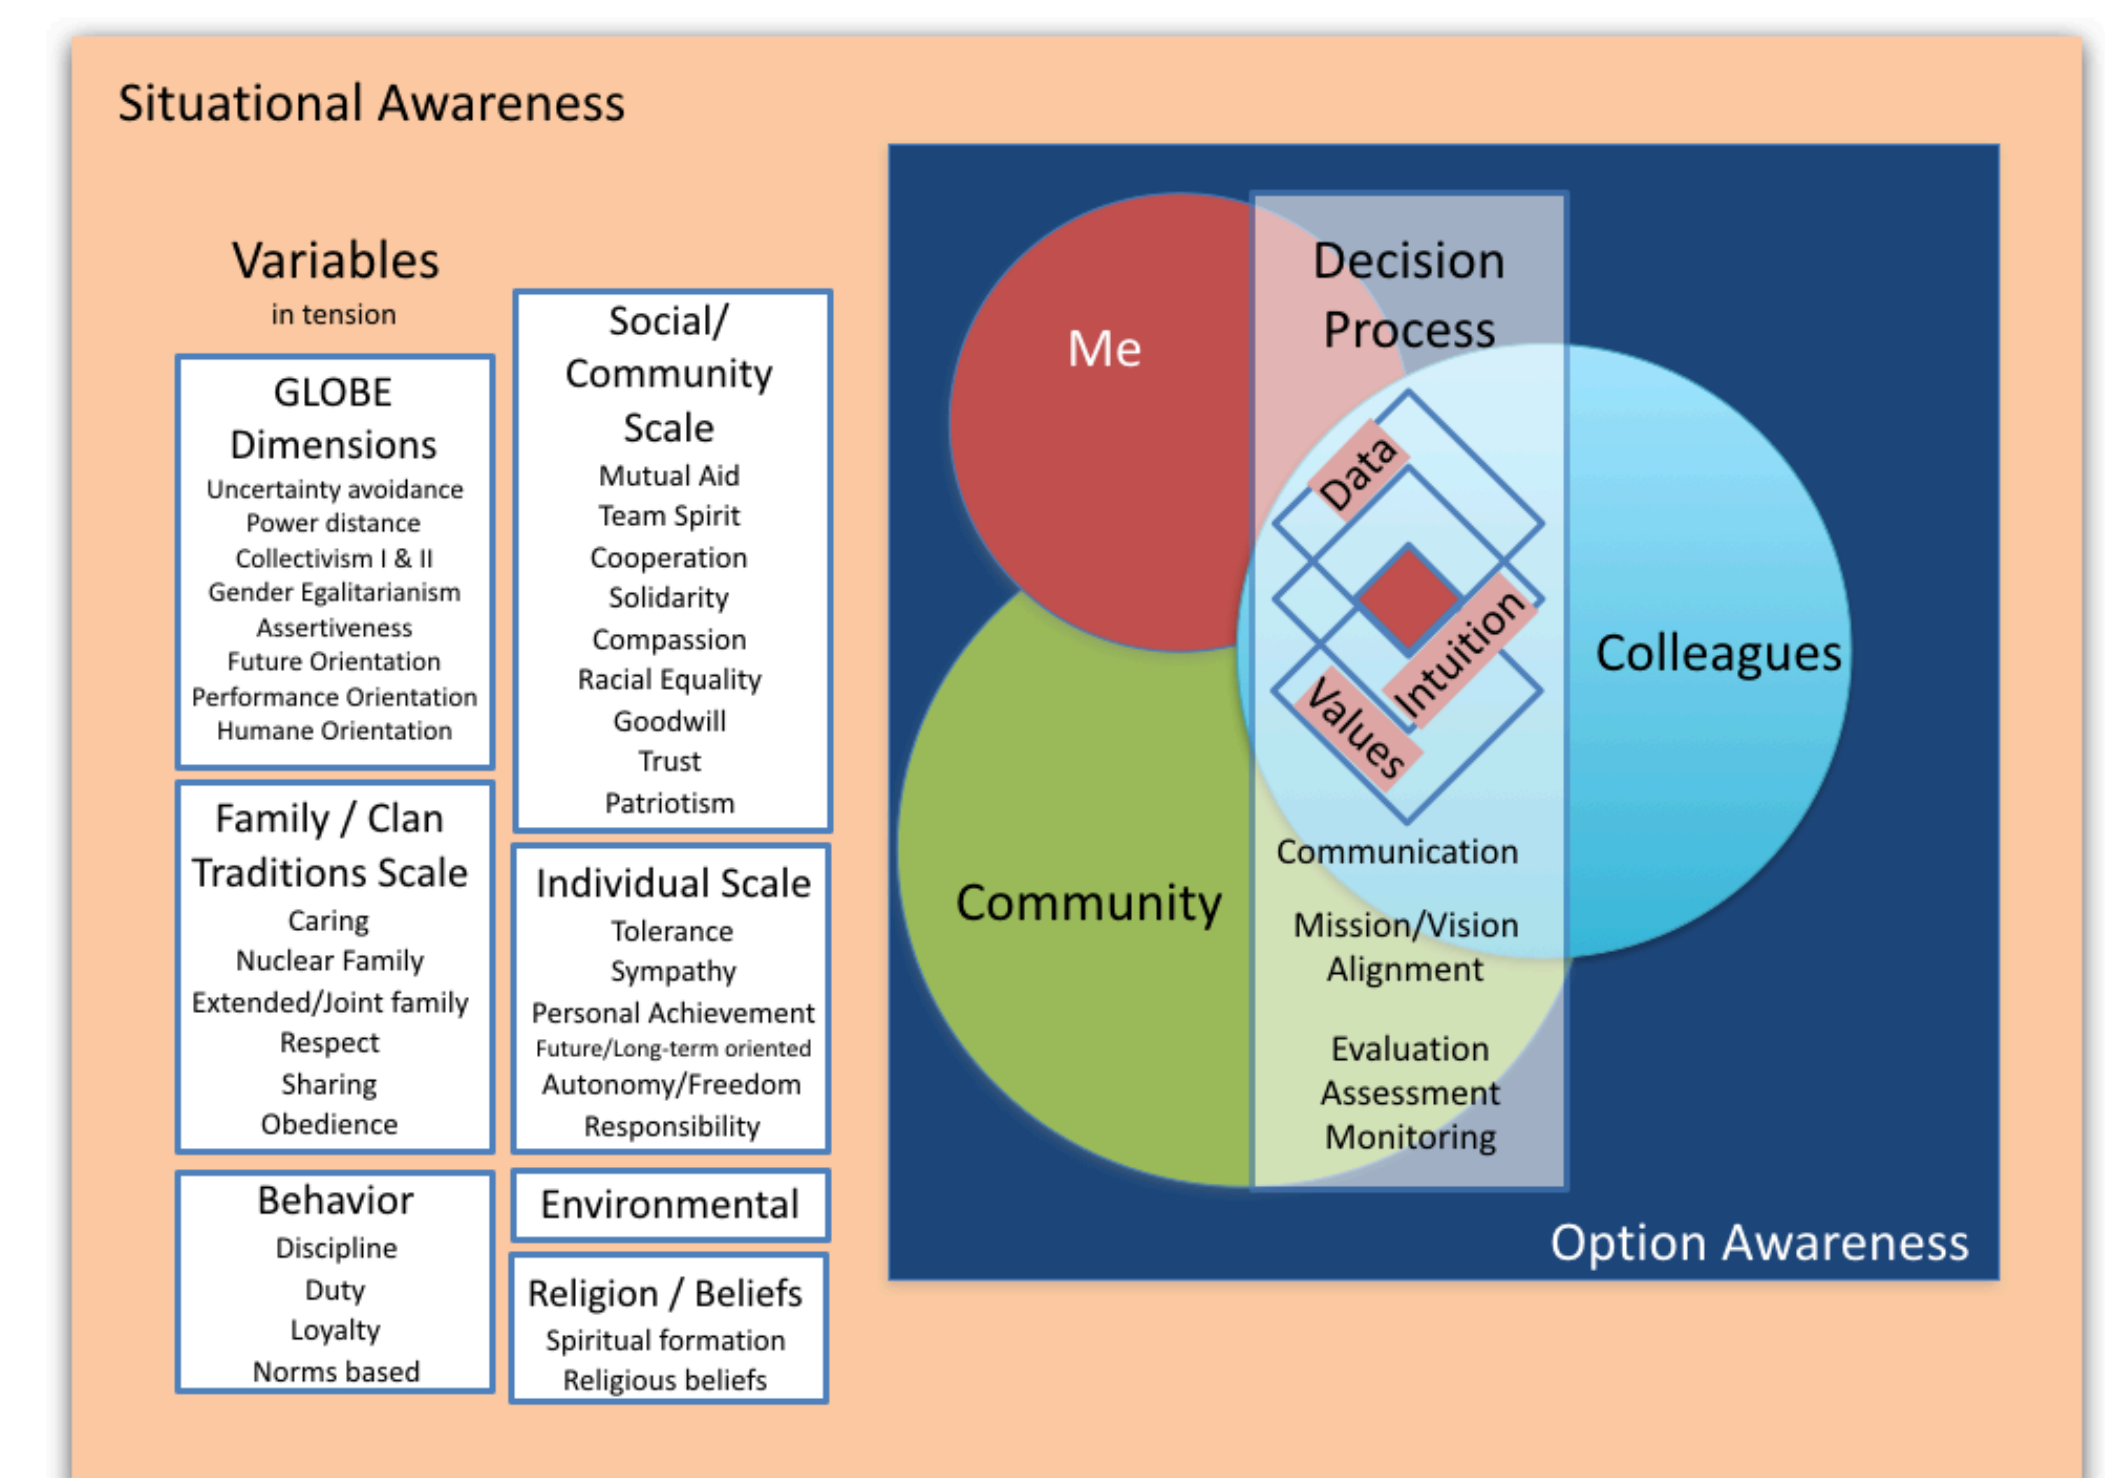 Situational Awareness
Variables
in tension
GLOBE
Dimensions
Uncertainty avoidance
Power distance
Collectivism I & II
Gender Egalitarianism
Assertiveness
Future Orientation
Performance Orientation
Humane Orientation
Family / Clan
Traditions Scale
Caring
Nuclear Family
Extended/Joint family
Respect
Sharing
Obedience
Behavior
Discipline
Duty
Loyalty
Norms based
Social/
Community
Scale
Mutual Aid
Team Spirit
Cooperation
Solidarity
Compassion
Racial Equality
Goodwill
Trust
Patriotism
Individual Scale
Tolerance
Sympathy
Personal Achievement
Future/Long-term oriented
Autonomy/Freedom
Responsibility
Environmental
Religion / Beliefs
Spiritual formation
Religious beliefs
Me
Community
Colleagues
Decision
Process
Data
Intuition
Values
Communication
Mission/Vision
Alignment
Evaluation
Assessment
Monitoring
Option Awareness